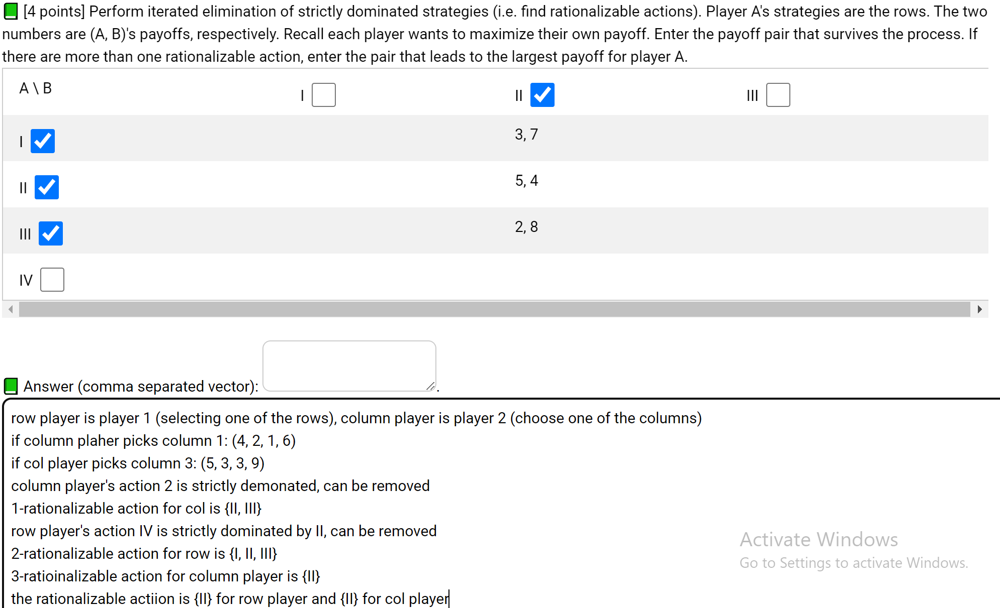 [4 points] Perform iterated elimination of strictly dominated strategies (i.e. find rationalizable actions). Player A's strategies are the rows. The two
numbers are (A, B)'s payoffs, respectively. Recall each player wants to maximize their own payoff. Enter the payoff pair that survives the process. If
there are more than one rationalizable action, enter the pair that leads to the largest payoff for player A.
A \ B I II III
I 3, 7
II 5, 4
III 2, 8
IV
Answer (comma separated vector): .
row player is player 1 (selecting one of the rows), column player is player 2 (choose one of the columns)
if column plaher picks column 1: (4, 2, 1, 6)
if col player picks column 3: (5, 3, 3, 9)
column player's action 2 is strictly demonated, can be removed
1-rationalizable action for col is {II, III}
row player's action IV is strictly dominated by II, can be removed
2-rationalizable action for row is {I, II, III}
3-ratioinalizable action for column player is {II}
the rationalizable actiion is {II} for row player and {II} for col player
Activate Windows
Go to Settings to activate Windows.